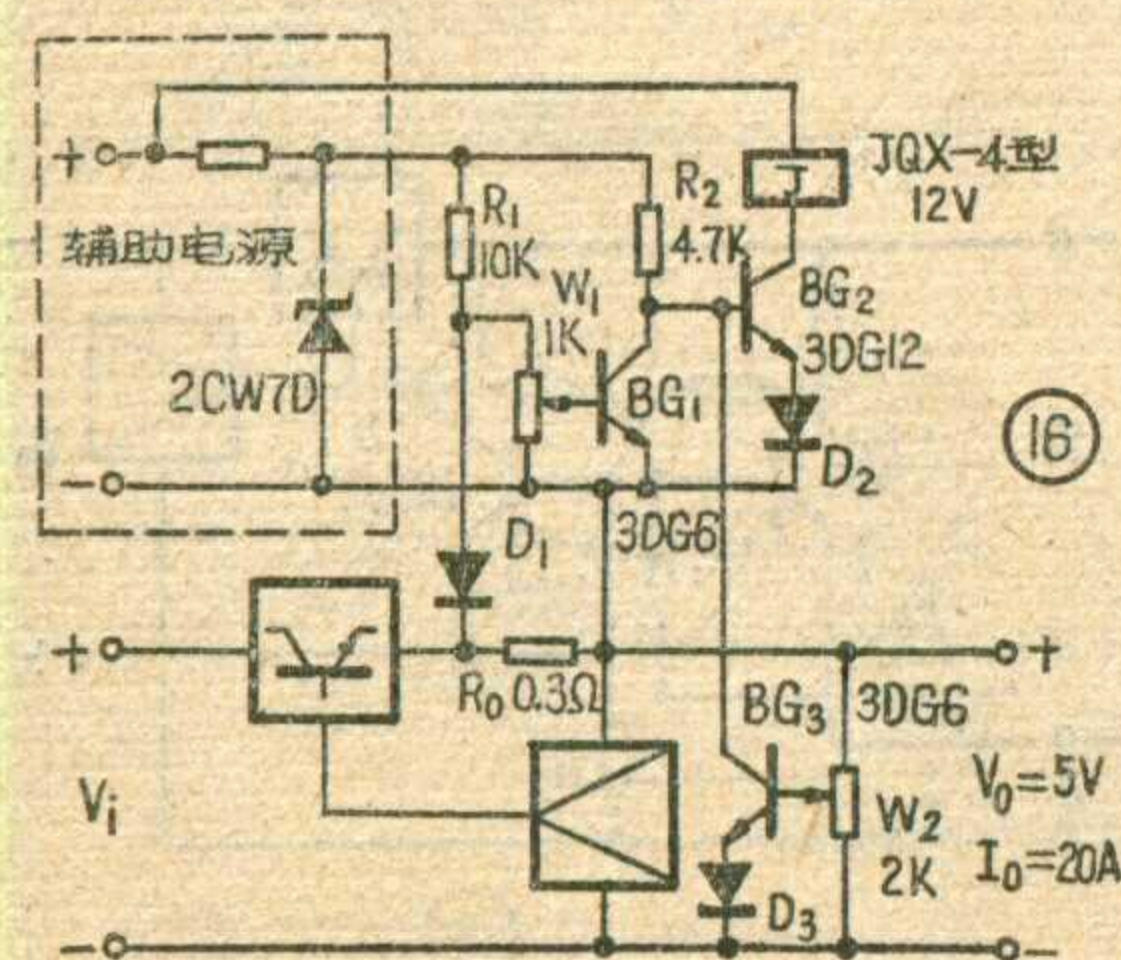 +
JQX-4型
12V
辅助电源
R₁
10K
R₂
4.7K
W₁
1K
BG₂
3DG12
2CW7D
BG₁
⑯
D₂
−
D₁
3DG6
+
R₀ 0.3Ω
+
BG₃
3DG6
Vᵢ
W₂
2K
V₀=5V
I₀=20A
D₃
−
−
J